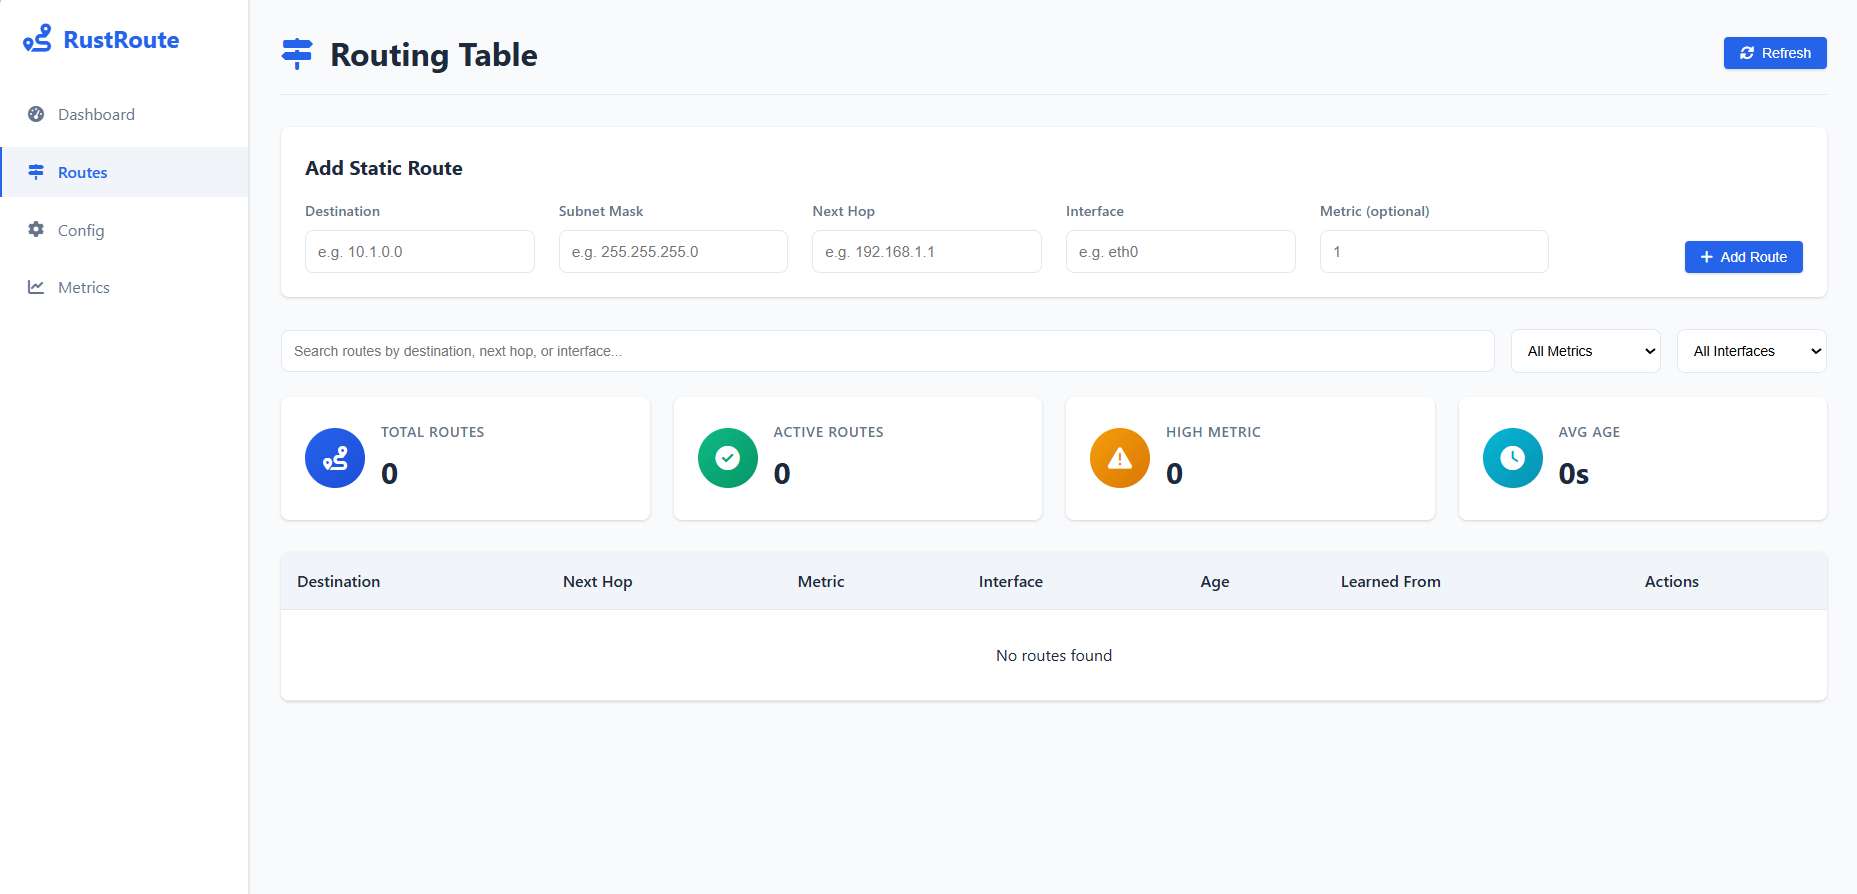 RustRoute
Dashboard
Routes
Config
Metrics
Routing Table
Refresh
Add Static Route
Destination
Subnet Mask
Next Hop
Interface
Metric (optional)
e.g. 10.1.0.0
e.g. 255.255.255.0
e.g. 192.168.1.1
e.g. eth0
1
Add Route
Search routes by destination, next hop, or interface...
All Metrics
All Interfaces
TOTAL ROUTES
0
ACTIVE ROUTES
0
HIGH METRIC
0
AVG AGE
0s
Destination
Next Hop
Metric
Interface
Age
Learned From
Actions
No routes found